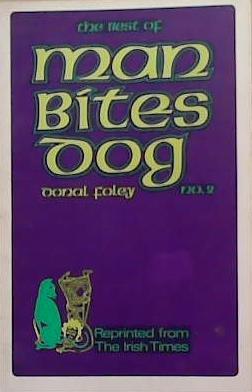 the Best of
man
Bites
Dog
Donal Foley no.2
Reprinted from
The Irish Times